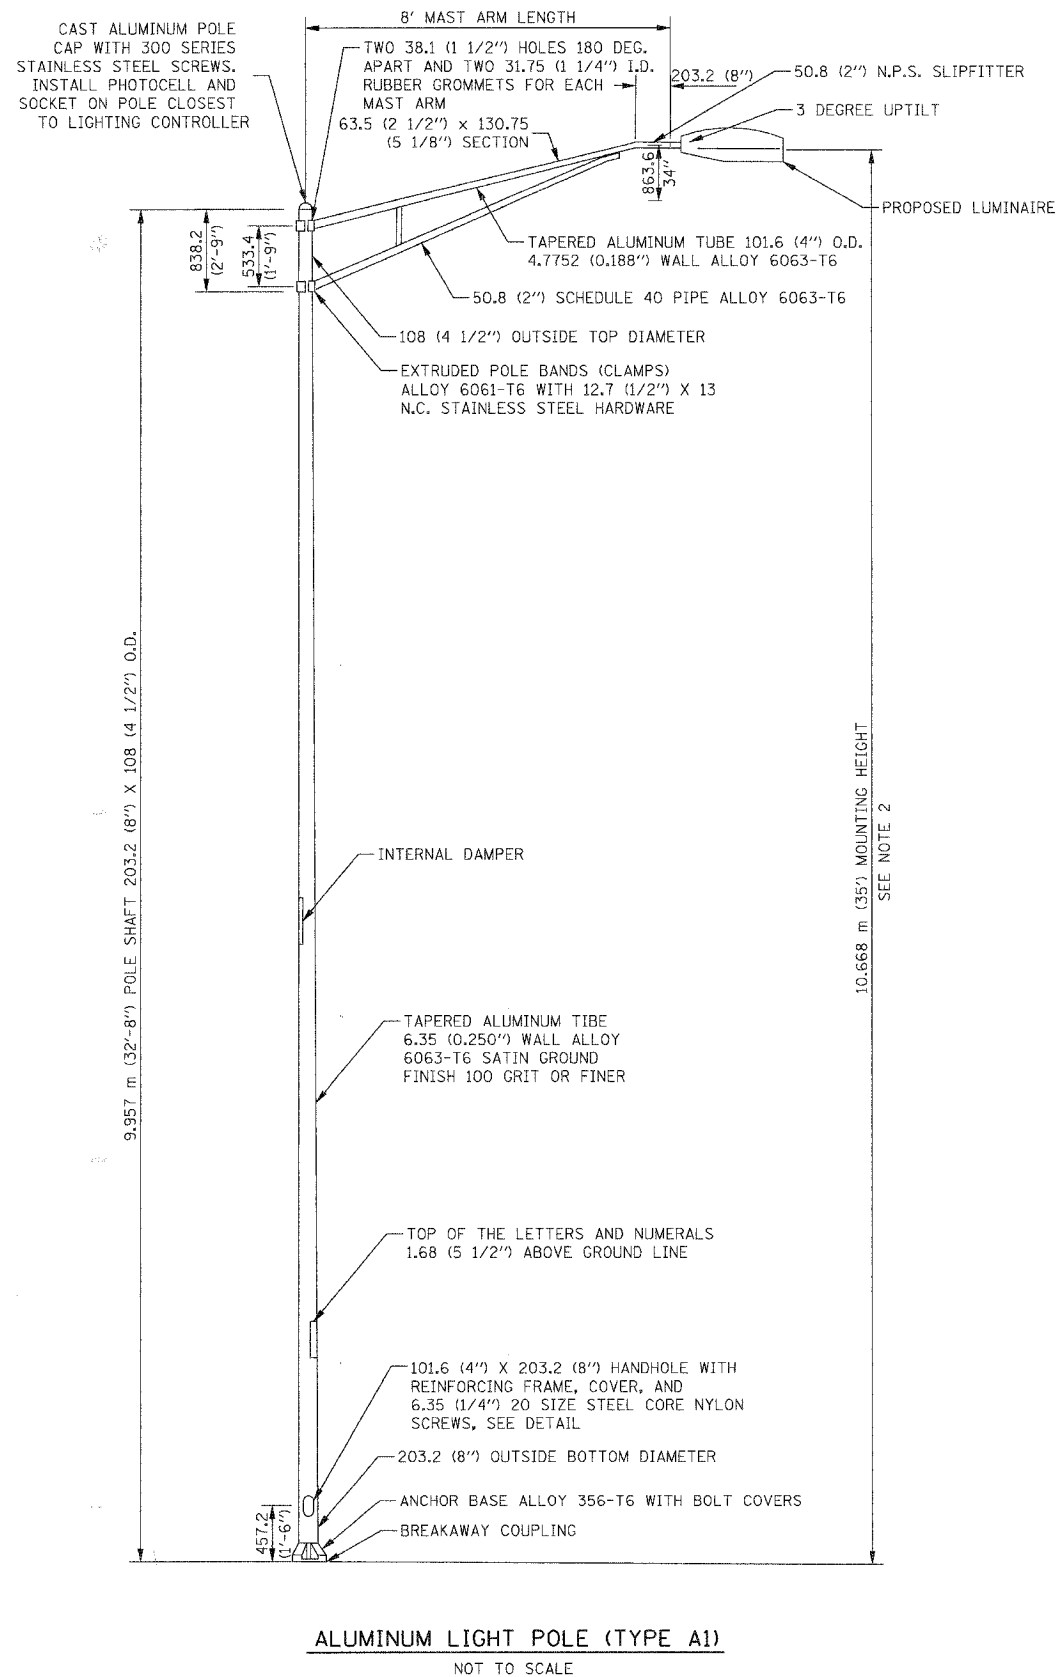 8' MAST ARM LENGTH
CAST ALUMINUM POLE
CAP WITH 300 SERIES
STAINLESS STEEL SCREWS.
INSTALL PHOTOCELL AND
SOCKET ON POLE CLOSEST
TO LIGHTING CONTROLLER
TWO 38.1 (1 1/2") HOLES 180 DEG.
APART AND TWO 31.75 (1 1/4") I.D.
RUBBER GROMMETS FOR EACH
MAST ARM
203.2 (8")
50.8 (2") N.P.S. SLIPFITTER
3 DEGREE UPTILT
63.5 (2 1/2") x 130.75
(5 1/8") SECTION
863.6
34"
PROPOSED LUMINAIRE
838.2
(2'-9")
533.4
(1'-9")
TAPERED ALUMINUM TUBE 101.6 (4") O.D.
4.7752 (0.188") WALL ALLOY 6063-T6
50.8 (2") SCHEDULE 40 PIPE ALLOY 6063-T6
108 (4 1/2") OUTSIDE TOP DIAMETER
EXTRUDED POLE BANDS (CLAMPS)
ALLOY 6061-T6 WITH 12.7 (1/2") X 13
N.C. STAINLESS STEEL HARDWARE
9.957 m (32'-8") POLE SHAFT 203.2 (8") X 108 (4 1/2") O.D.
10.668 m (35') MOUNTING HEIGHT
SEE NOTE 2
INTERNAL DAMPER
TAPERED ALUMINUM TIBE
6.35 (0.250") WALL ALLOY
6063-T6 SATIN GROUND
FINISH 100 GRIT OR FINER
TOP OF THE LETTERS AND NUMERALS
1.68 (5 1/2") ABOVE GROUND LINE
101.6 (4") X 203.2 (8") HANDHOLE WITH
REINFORCING FRAME, COVER, AND
6.35 (1/4") 20 SIZE STEEL CORE NYLON
SCREWS, SEE DETAIL
203.2 (8") OUTSIDE BOTTOM DIAMETER
ANCHOR BASE ALLOY 356-T6 WITH BOLT COVERS
457.2
(1'-6")
BREAKAWAY COUPLING
ALUMINUM LIGHT POLE (TYPE A1)
NOT TO SCALE